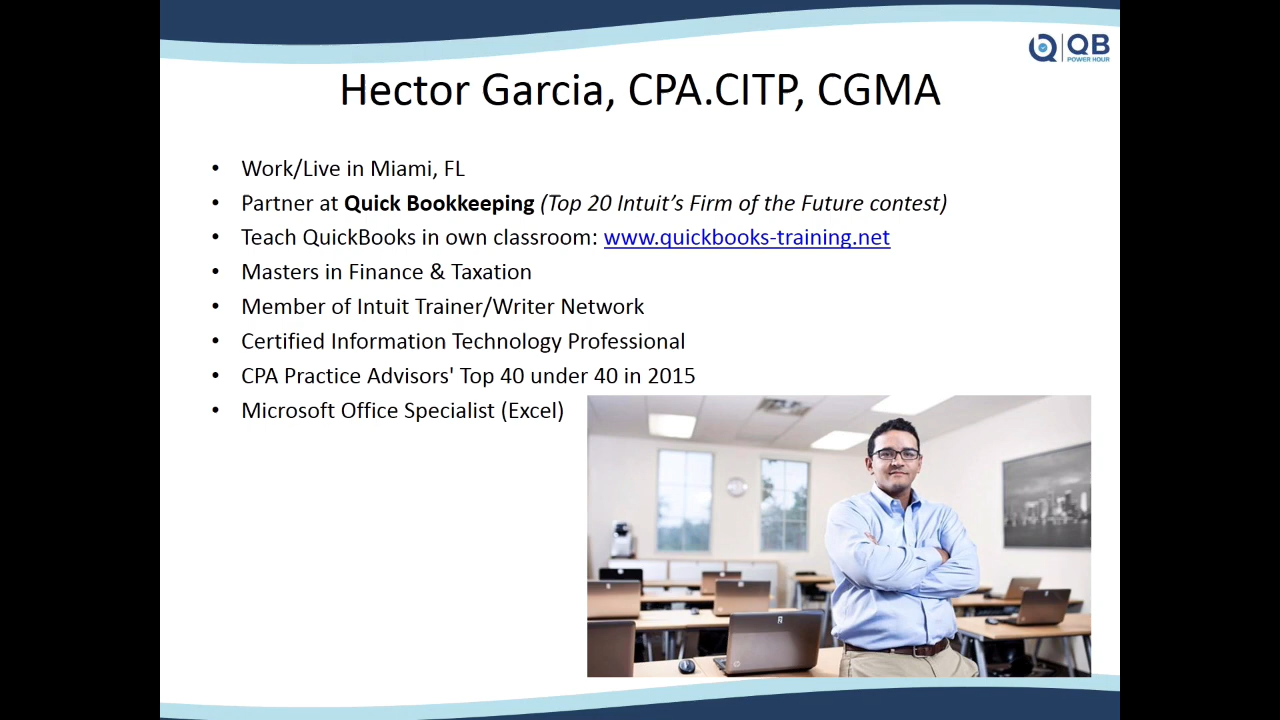 QB
POWER HOUR
Hector Garcia, CPA.CITP, CGMA
• Work/Live in Miami, FL
• Partner at Quick Bookkeeping (Top 20 Intuit’s Firm of the Future contest)
• Teach QuickBooks in own classroom: www.quickbooks-training.net
• Masters in Finance & Taxation
• Member of Intuit Trainer/Writer Network
• Certified Information Technology Professional
• CPA Practice Advisors' Top 40 under 40 in 2015
• Microsoft Office Specialist (Excel)